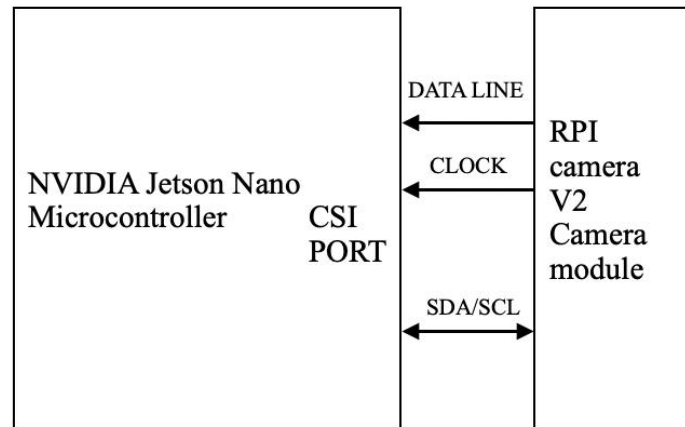 DATA LINE
RPI
camera
V2
Camera
module
CLOCK
NVIDIA Jetson Nano
Microcontroller
CSI
PORT
SDA/SCL